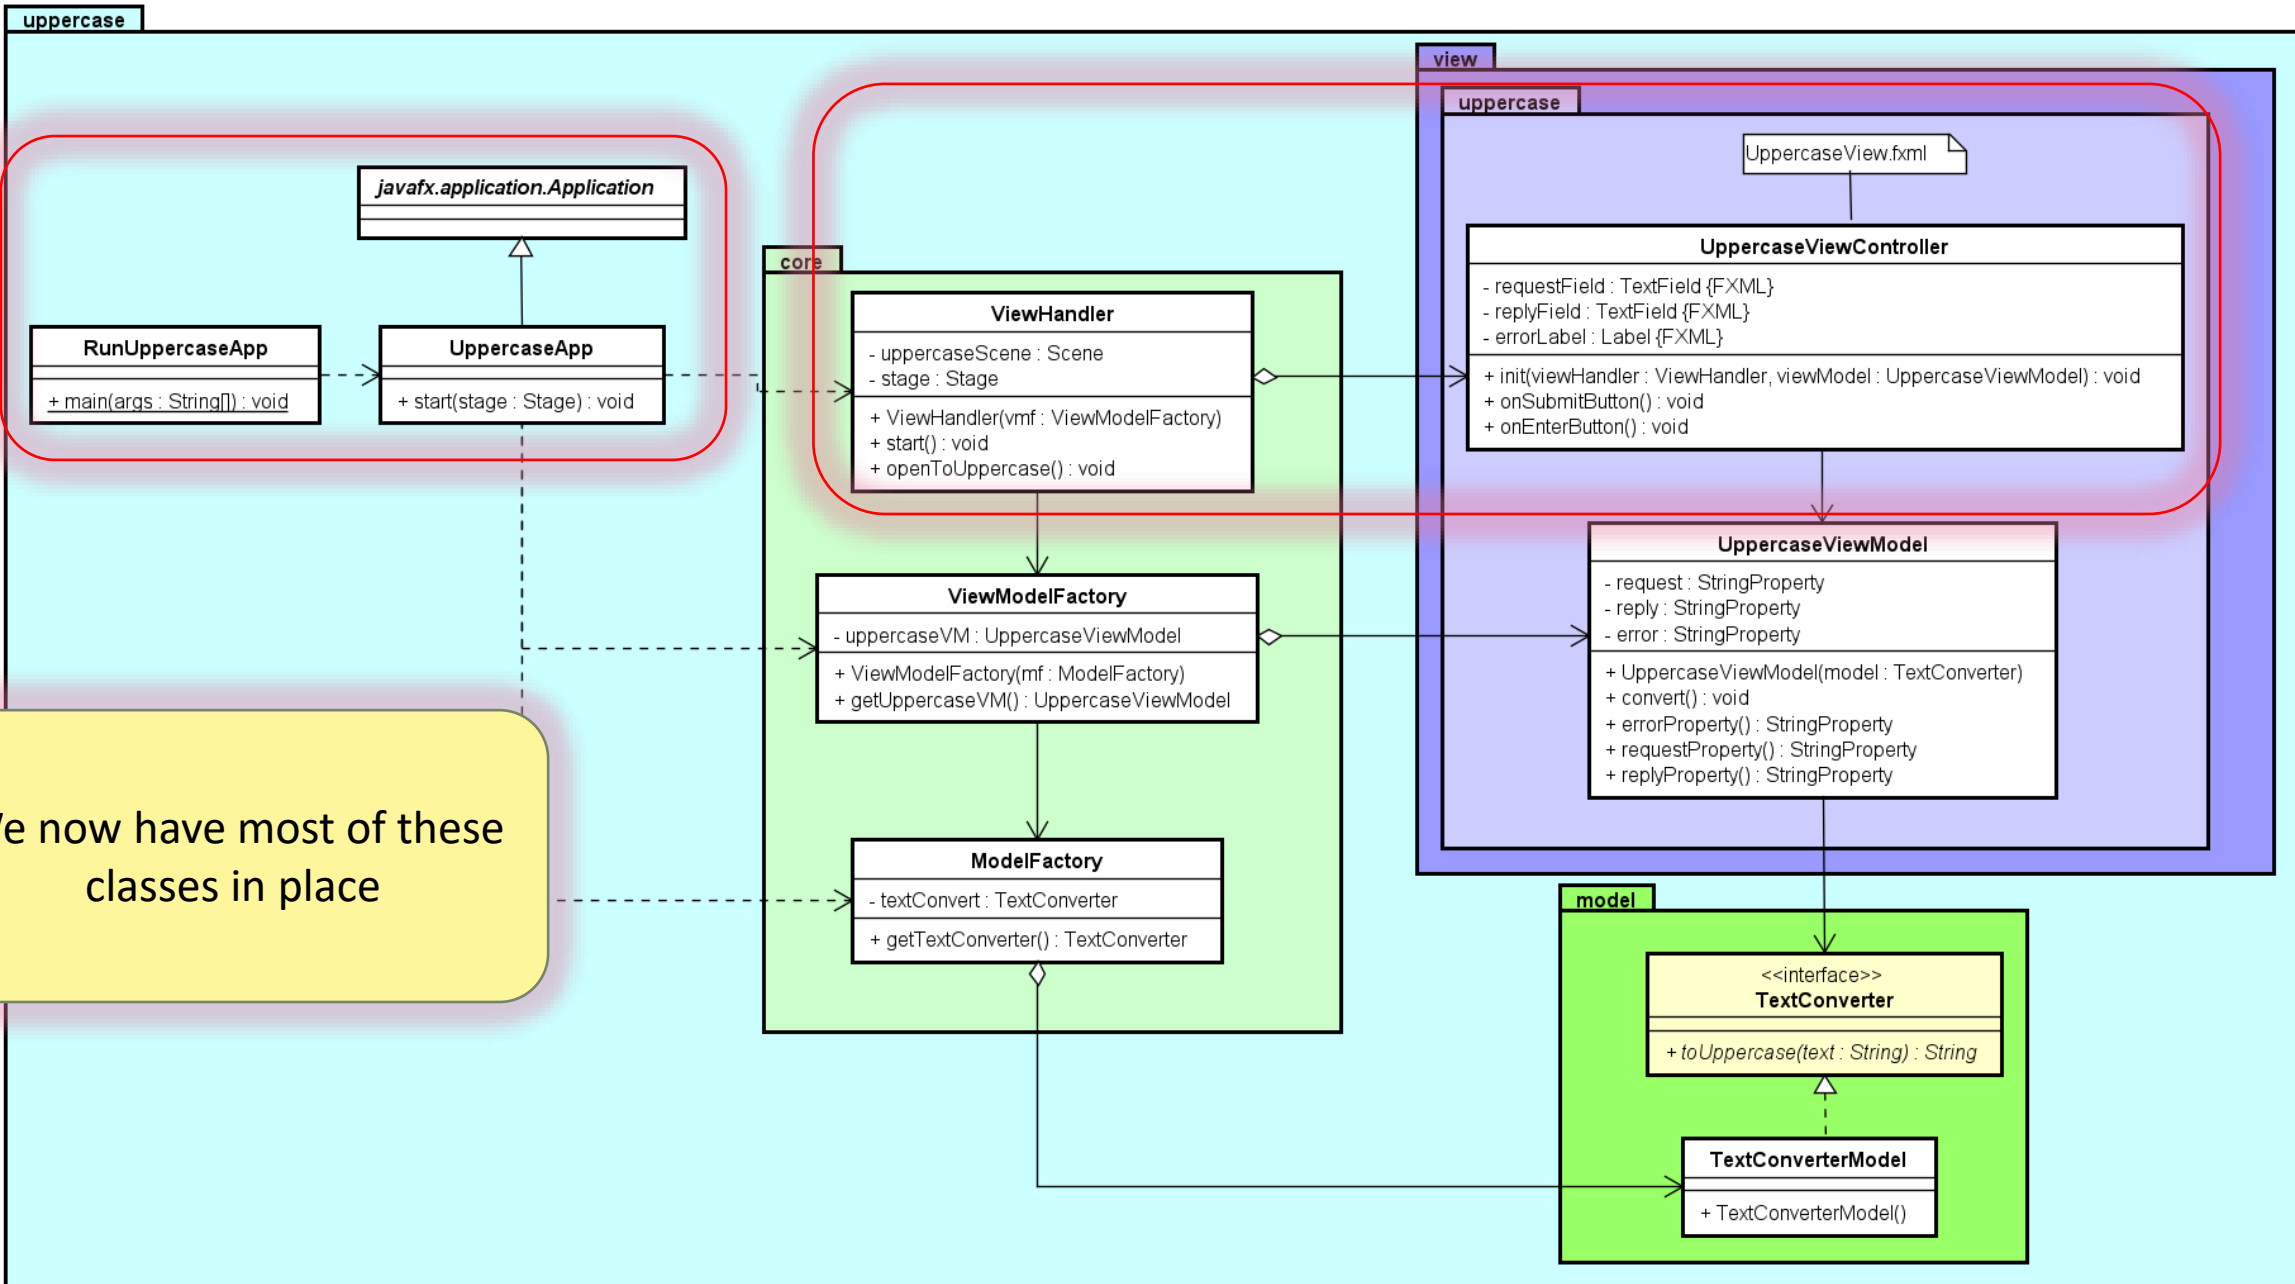 uppercase
view
uppercase
UppercaseView.fxml
javafx.application.Application
UppercaseViewController
- requestField : TextField {FXML}
- replyField : TextField {FXML}
- errorLabel : Label {FXML}
+ init(viewHandler : ViewHandler, viewModel : UppercaseViewModel) : void
+ onSubmitButton() : void
+ onEnterButton() : void
core
ViewHandler
- uppercaseScene : Scene
- stage : Stage
+ ViewHandler(vmf : ViewModelFactory)
+ start() : void
+ openToUppercase() : void
RunUppercaseApp
+ main(args : String[]) : void
UppercaseApp
+ start(stage : Stage) : void
UppercaseViewModel
- request : StringProperty
- reply : StringProperty
- error : StringProperty
+ UppercaseViewModel(model : TextConverter)
+ convert() : void
+ errorProperty() : StringProperty
+ requestProperty() : StringProperty
+ replyProperty() : StringProperty
ViewModelFactory
- uppercaseVM : UppercaseViewModel
+ ViewModelFactory(mf : ModelFactory)
+ getUppercaseVM() : UppercaseViewModel
now have most of these
classes in place
ModelFactory
- textConvert : TextConverter
+ getTextConverter() : TextConverter
model
<<interface>>
TextConverter
+ toUppercase(text : String) : String
TextConverterModel
+ TextConverterModel()